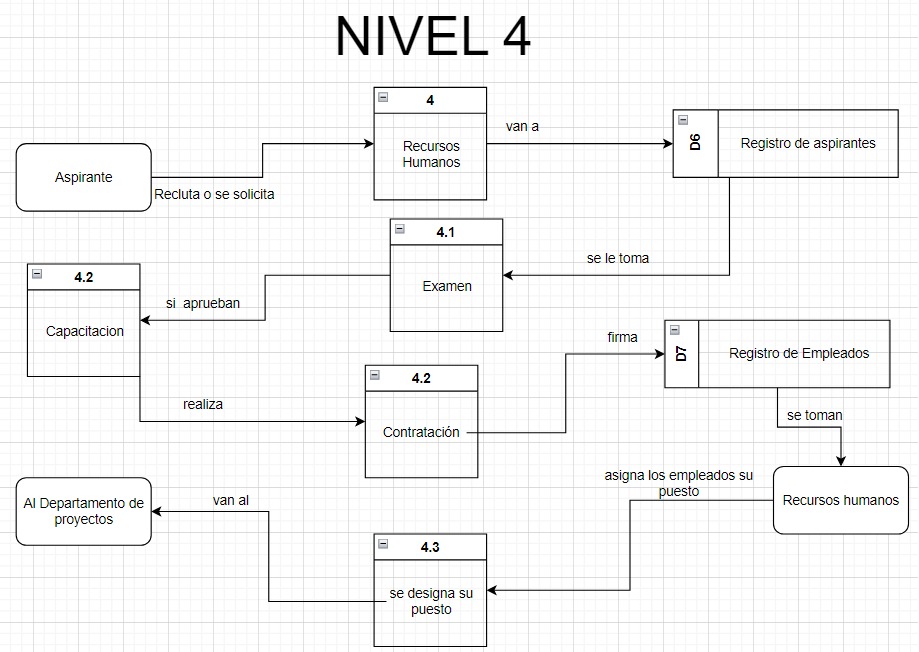 NIVEL 4
4
Recursos
Humanos
van a
D6
Registro de aspirantes
Aspirante
Recluta o se solicita
4.1
Examen
se le toma
4.2
Capacitacion
si  aprueban
firma
D7
Registro de Empleados
4.2
Contratación
realiza
se toman
asigna los empleados su
puesto
Recursos humanos
Al Departamento de
proyectos
van al
4.3
se designa su
puesto